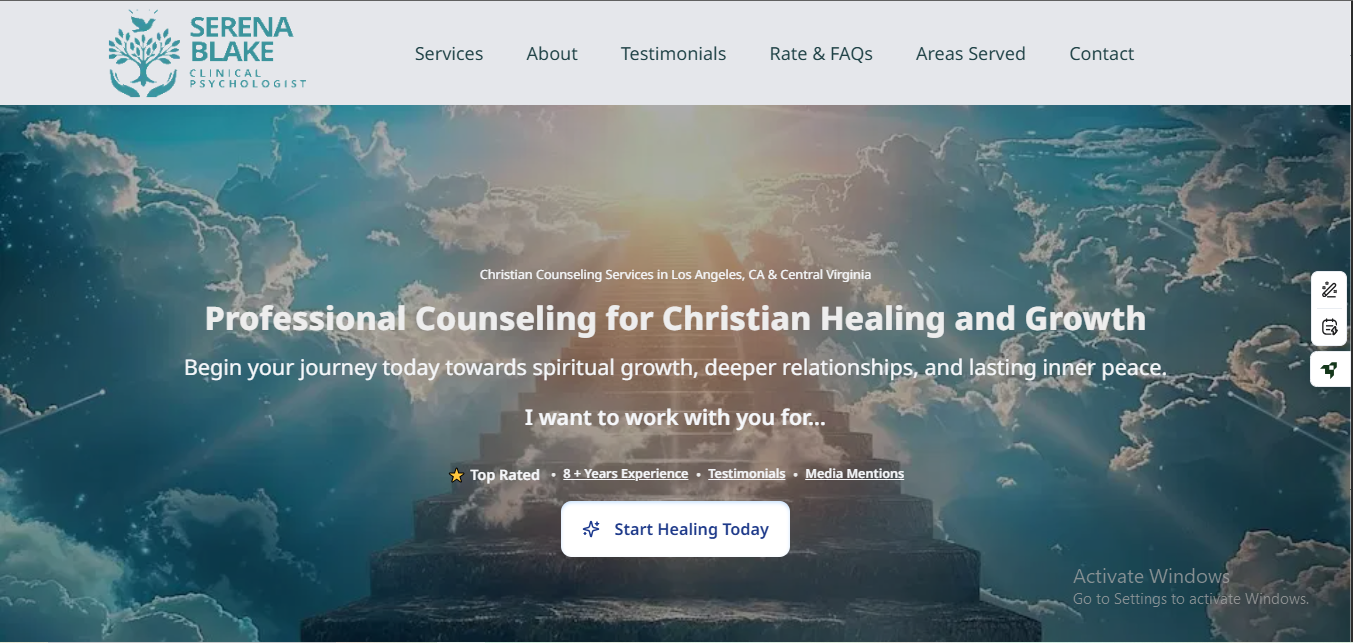 SERENA
BLAKE
CLINICAL
PSYCHOLOGIST
Services About Testimonials Rate & FAQs Areas Served Contact
Christian Counseling Services in Los Angeles, CA & Central Virginia
Professional Counseling for Christian Healing and Growth
Begin your journey today towards spiritual growth, deeper relationships, and lasting inner peace.
I want to work with you for...
⭐ Top Rated • 8 + Years Experience • Testimonials • Media Mentions
Start Healing Today
Activate Windows
Go to Settings to activate Windows.